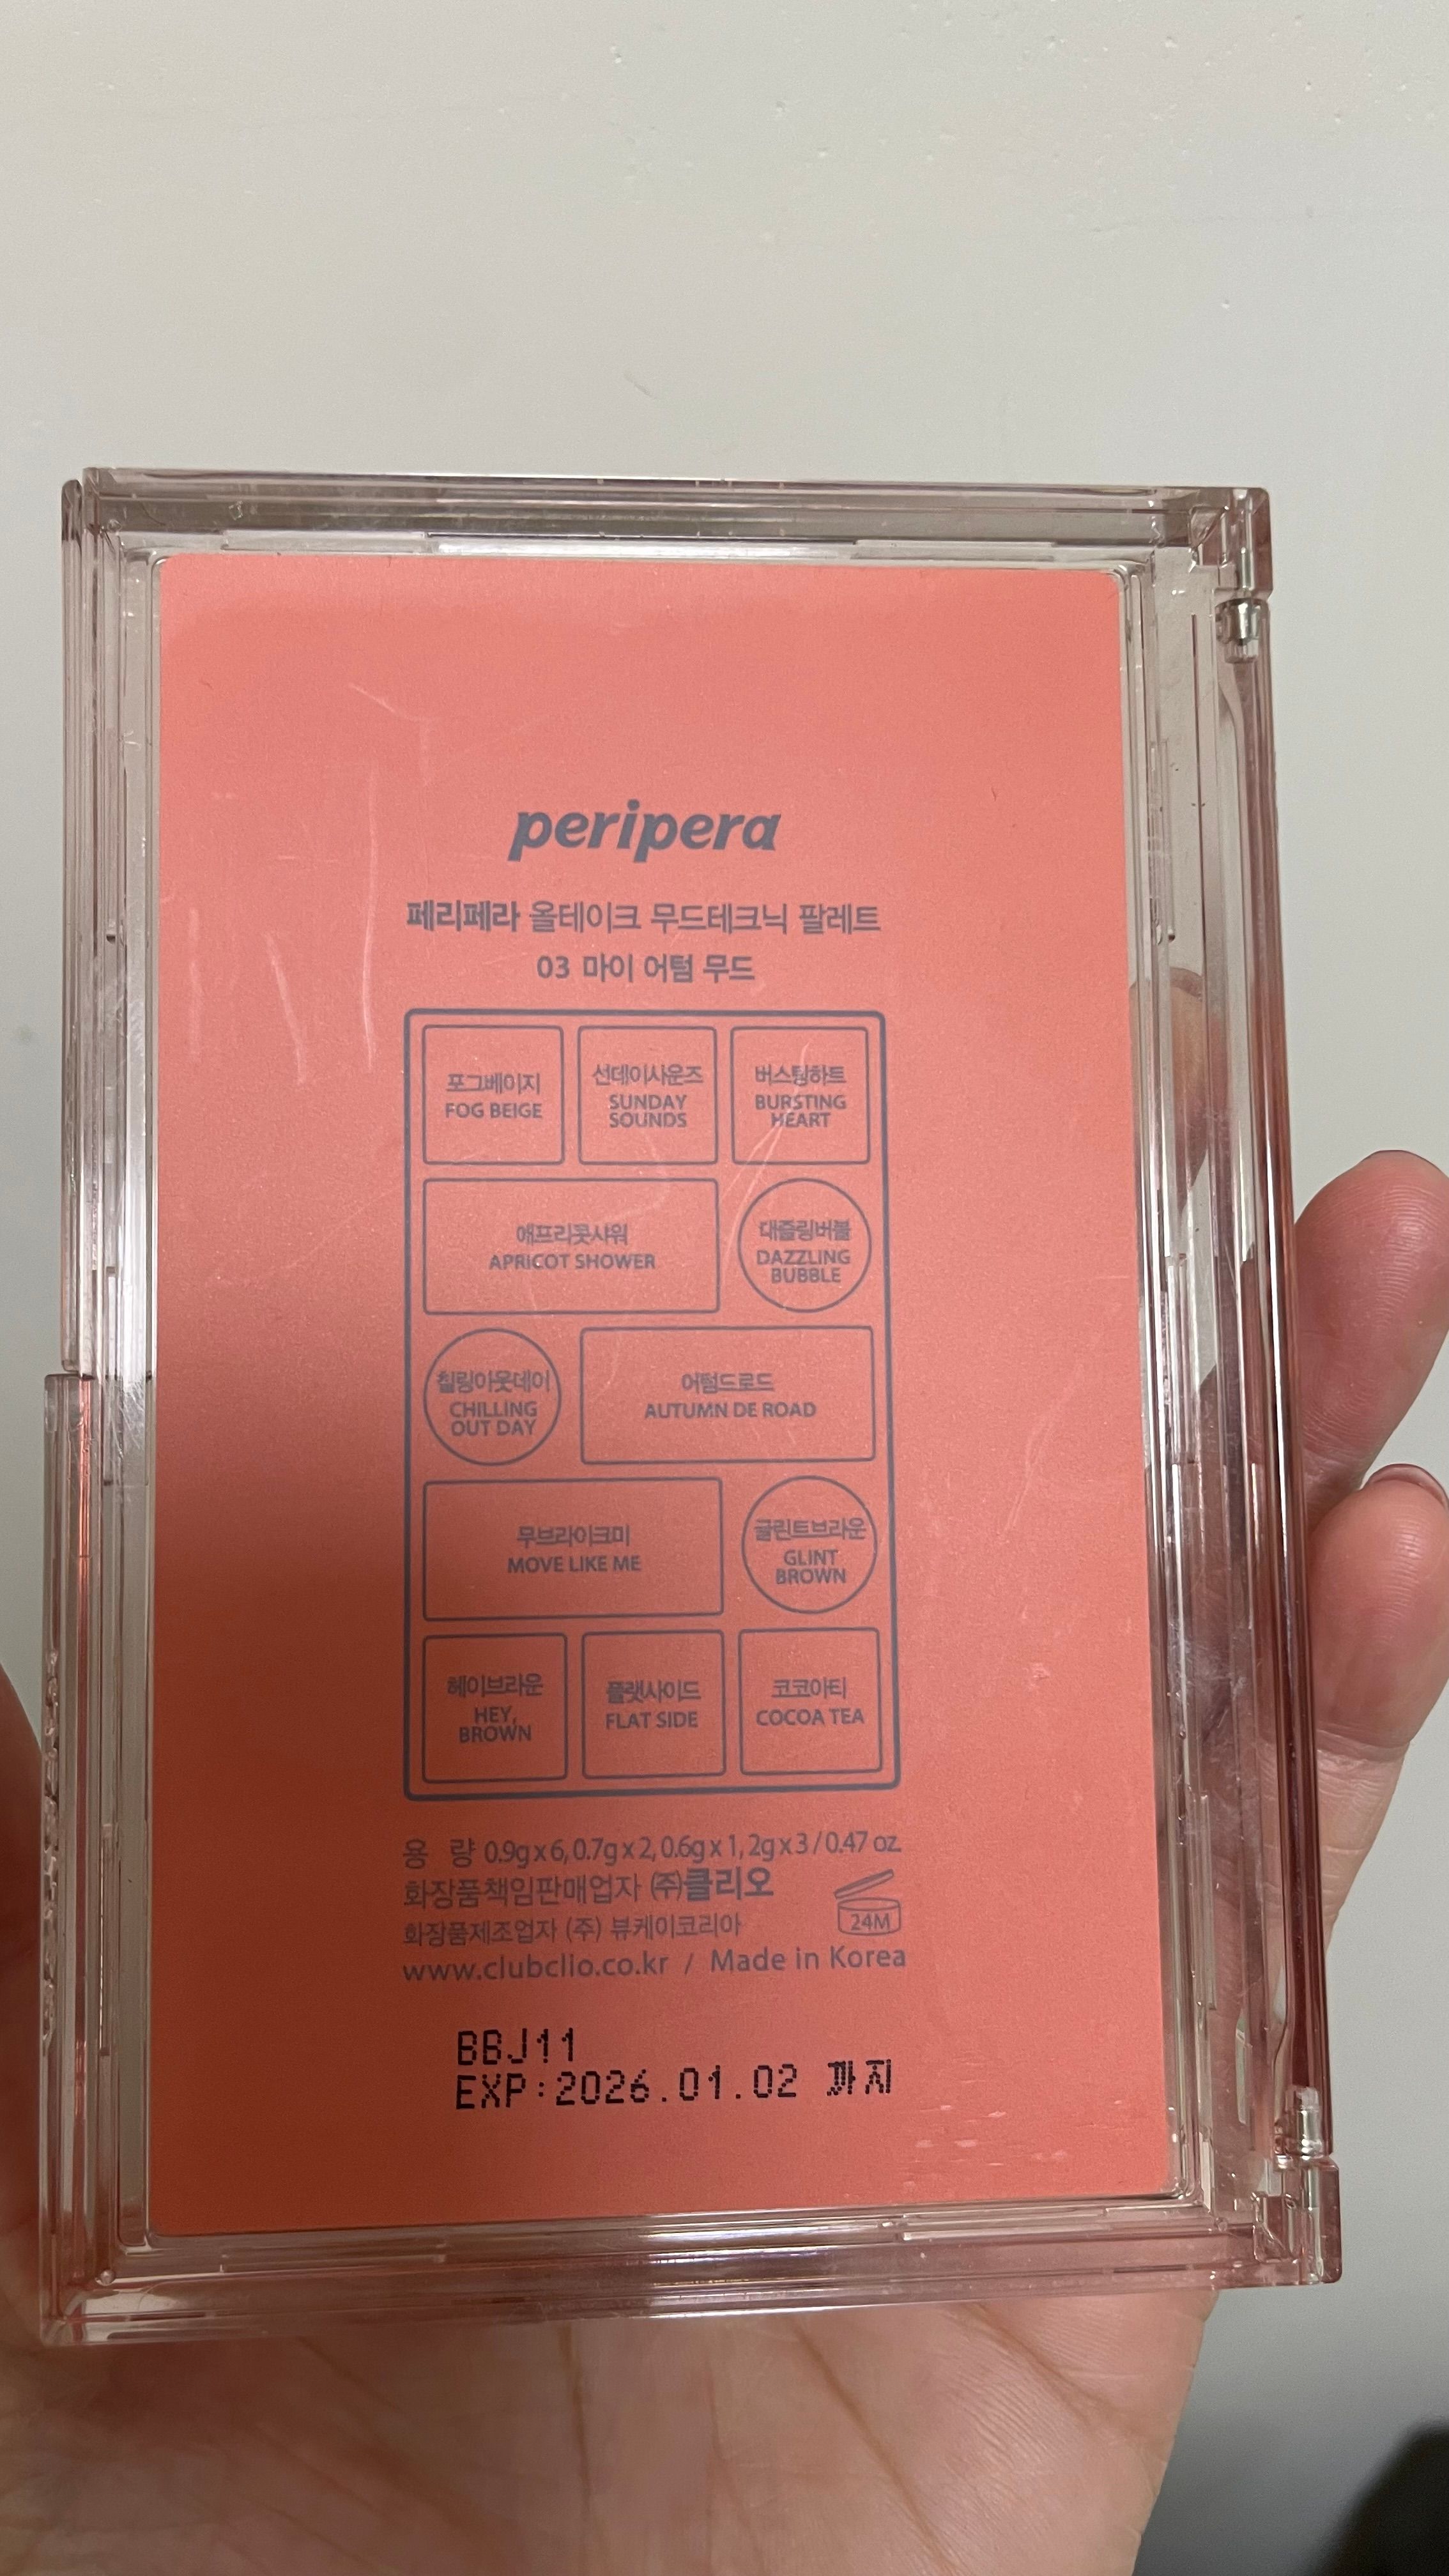 peripera
페리페라 올테이크 무드테크닉 팔레트
03 마이 어텀 무드
포그베이지
FOG BEIGE
선데이사운즈
SUNDAY
SOUNDS
버스팅하트
BURSTING
HEART
애프리콧샤워
APRICOT SHOWER
대즐링버블
DAZZLING
BUBBLE
칠링아웃데이
CHILLING
OUT DAY
어텀드로드
AUTUMN DE ROAD
무브라이크미
MOVE LIKE ME
글린트브라운
GLINT
BROWN
헤이브라운
HEY,
BROWN
플랫사이드
FLAT SIDE
코코아티
COCOA TEA
용 량 0.9g x 6, 0.7g x 2, 0.6g x 1, 2g x 3 / 0.47 oz.
화장품책임판매업자 ㈜클리오
화장품제조업자 (주) 뷰케이코리아
24M
www.clubclio.co.kr / Made in Korea
BBJ11
EXP:2026.01.02 까지